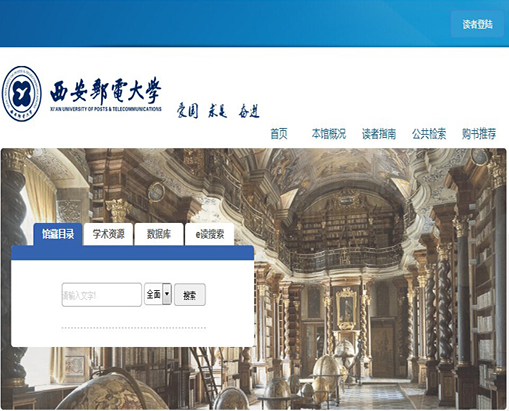 读者登陆
西安郵電大学
XI'AN UNIVERSITY OF POSTS & TELECOMMUNICATIONS
爱国 求是 奋进
首页 本馆概况 读者指南 公共检索 购书推荐
馆藏目录 学术资源 数据库 e读搜索
请输入文字! 全面 搜索